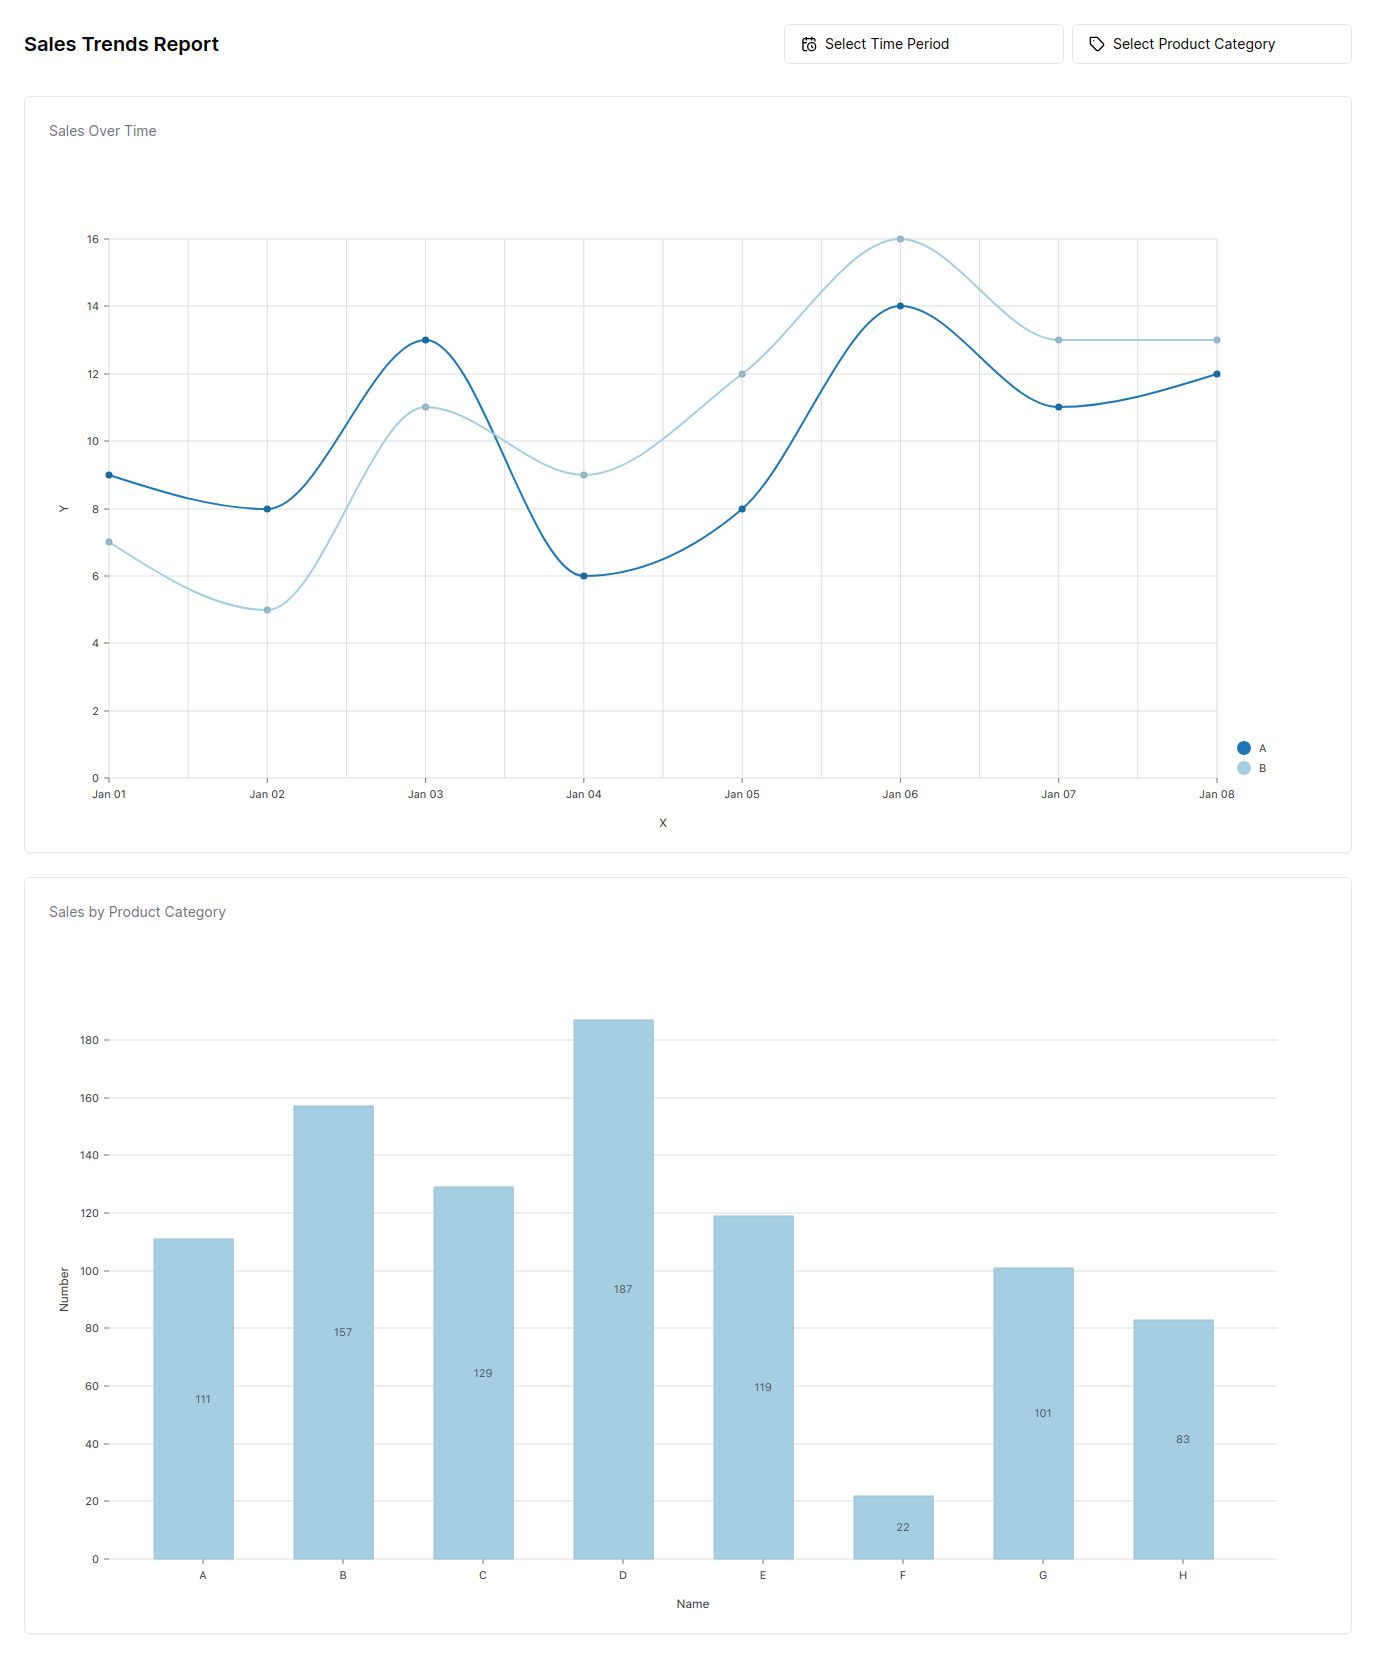 Sales Trends Report
Select Time Period
Select Product Category
Sales Over Time
16
14
12
10
8
6
4
2
0
Y
Jan 01 Jan 02 Jan 03 Jan 04 Jan 05 Jan 06 Jan 07 Jan 08
X
A
B
Sales by Product Category
180
160
140
120
100
80
60
40
20
0
Number
111 157 129 187 119 22 101 83
A B C D E F G H
Name